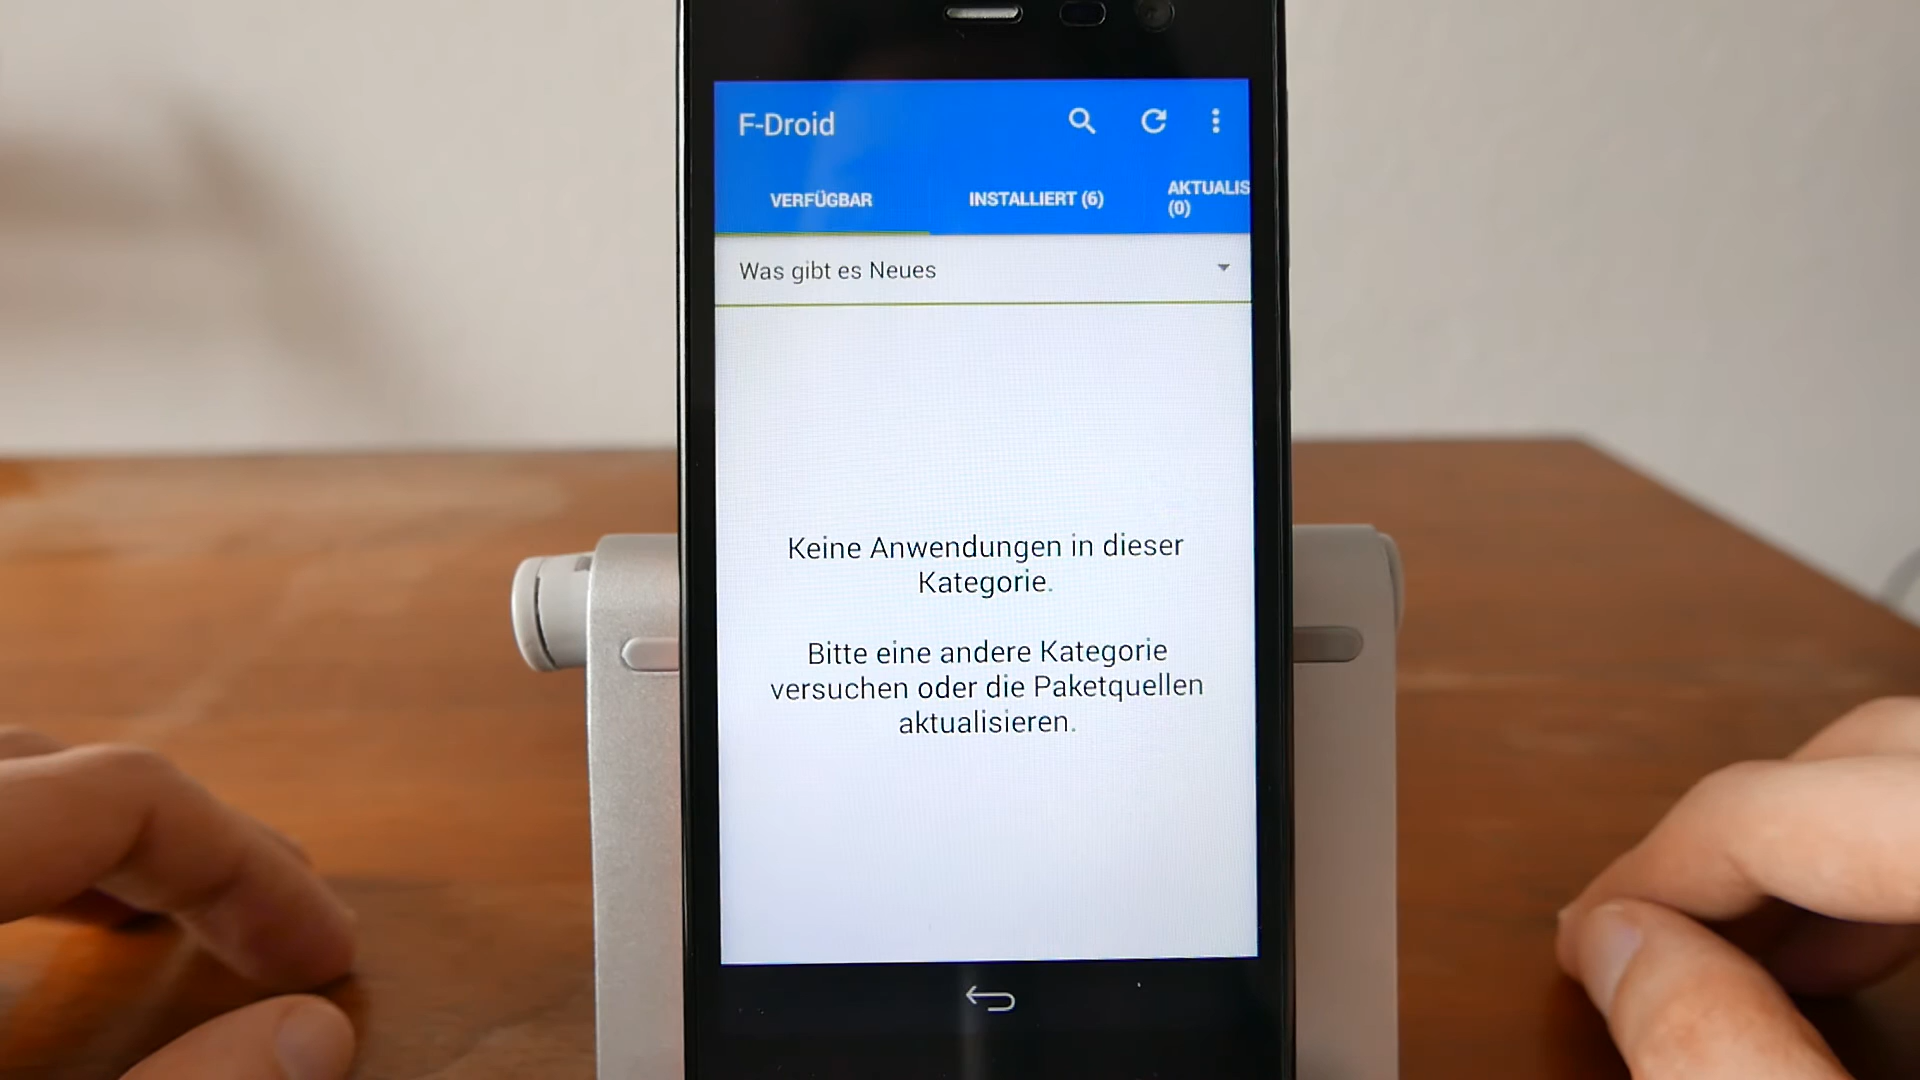 F-Droid
VERFÜGBAR
INSTALLIERT (6)
AKTUALIS
(0)
Was gibt es Neues
Keine Anwendungen in dieser
Kategorie.
Bitte eine andere Kategorie
versuchen oder die Paketquellen
aktualisieren.